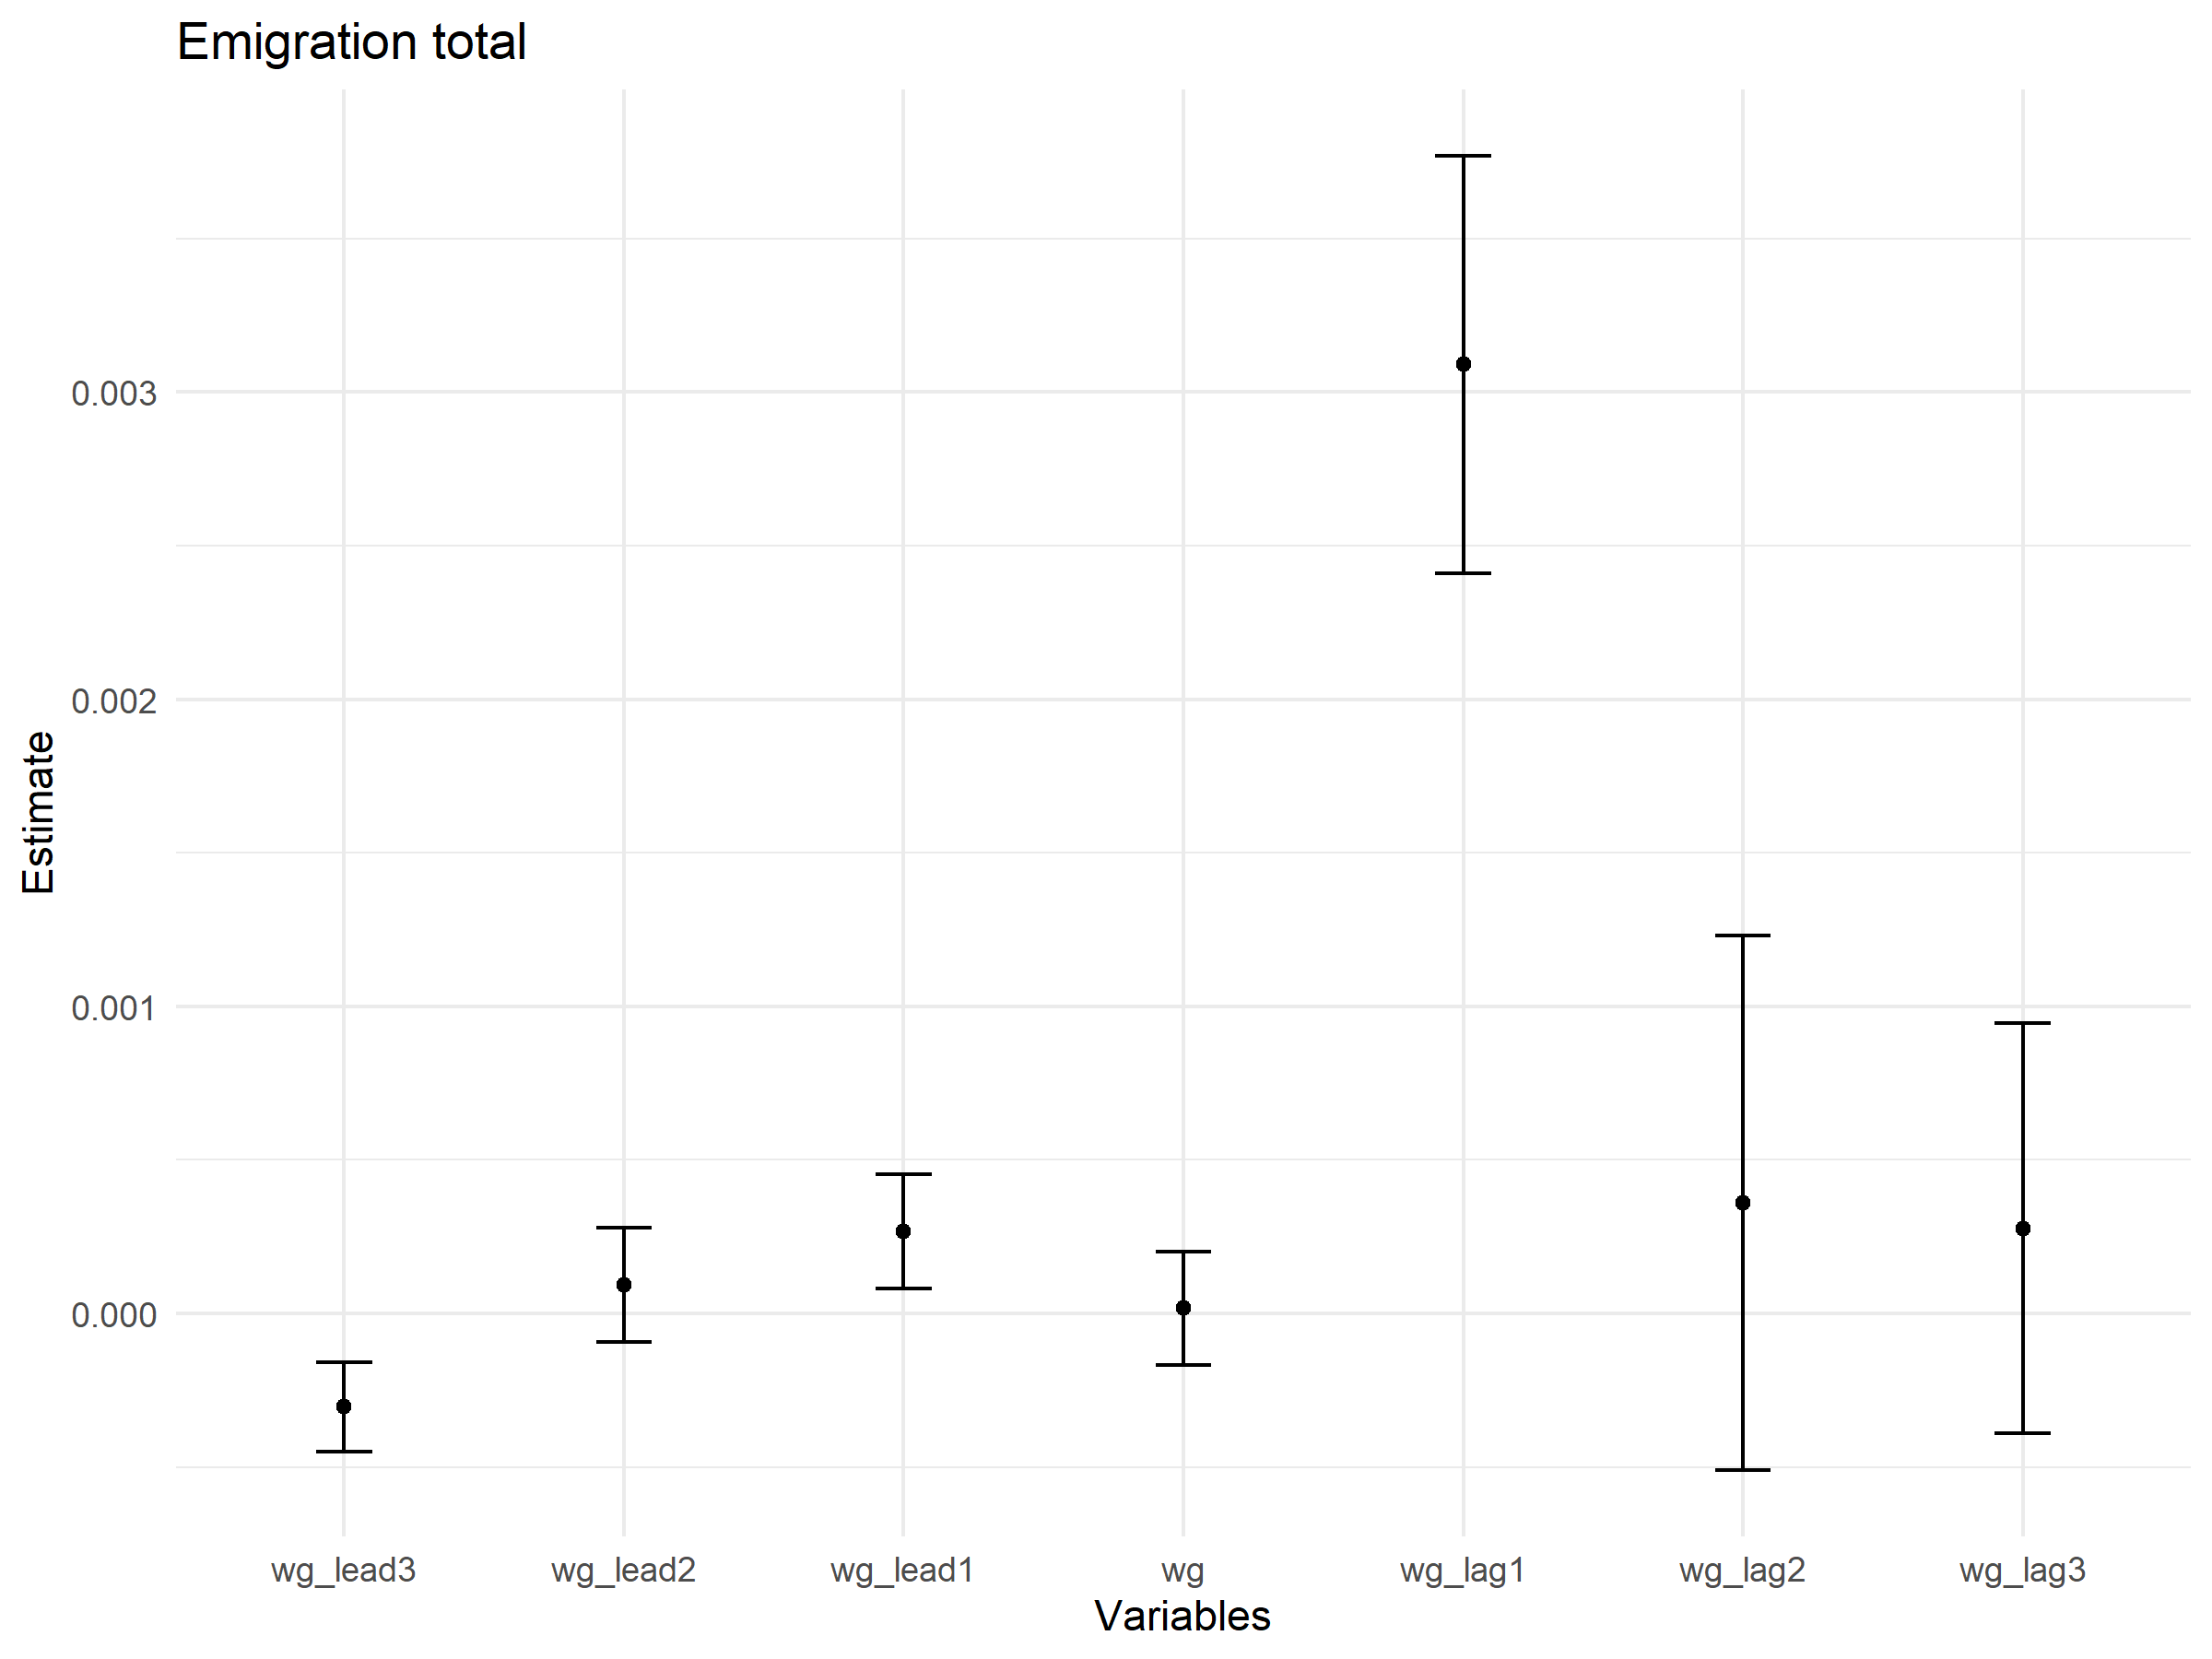 Emigration total
Estimate
0.003
0.002
0.001
0.000
wg_lead3 wg_lead2 wg_lead1 wg wg_lag1 wg_lag2 wg_lag3
Variables